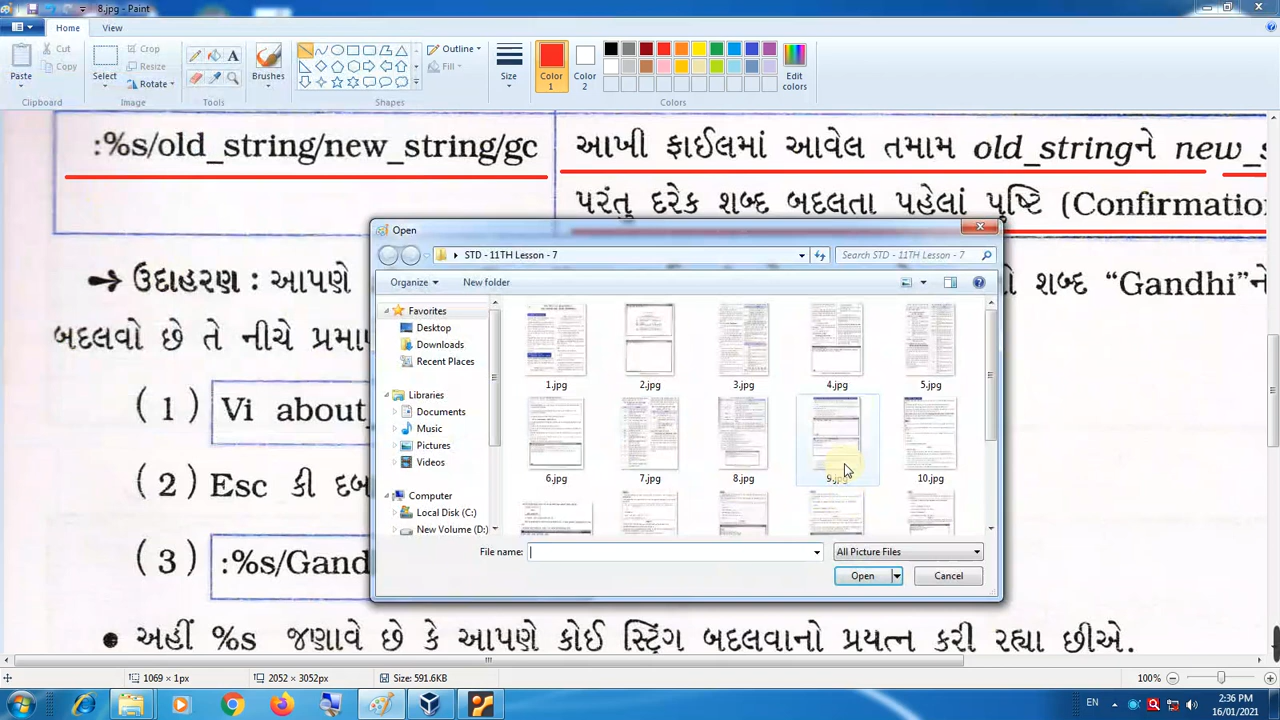 8.jpg - Paint
Home
View
Paste
Cut
Copy
Clipboard
Select
Crop
Resize
Rotate
Image
Tools
Brushes
Shapes
Outline
Fill
Size
Color 1
Color 2
Edit colors
Colors
:%s/old_string/new_string/gc
આખી ફાઈલમાં આવેલ તમામ old_stringને new_s
પરંતુ દરેક શબ્દ બદલતા પહેલાં પુષ્ટિ (Confirmatio
→ ઉદાહરણ : આપણે
શબ્દ "Gandhi"ને
બદલવો છે તે નીચે
(1) Vi about
(2) Esc કી
(3) :%s/Gand
• અહીં %s જણાવે છે કે આપણે કોઈ સ્ટ્રિંગ બદલવાનો પ્રયત્ન કરી રહ્યા છીએ.
Open
STD - 11TH Lesson - 7
Search STD - 11TH Lesson - 7
Organize
New folder
Favorites
Desktop
Downloads
Recent Places
Libraries
Documents
Music
Pictures
Videos
Computer
Local Disk (C:)
New Volume (D:)
1.jpg 2.jpg 3.jpg 4.jpg 5.jpg
6.jpg 7.jpg 8.jpg 9.jpg 10.jpg
File name:
All Picture Files
Open
Cancel
1069 × 1px
2052 × 3052px
Size: 591.6KB
100%
EN
2:36 PM
16/01/2021